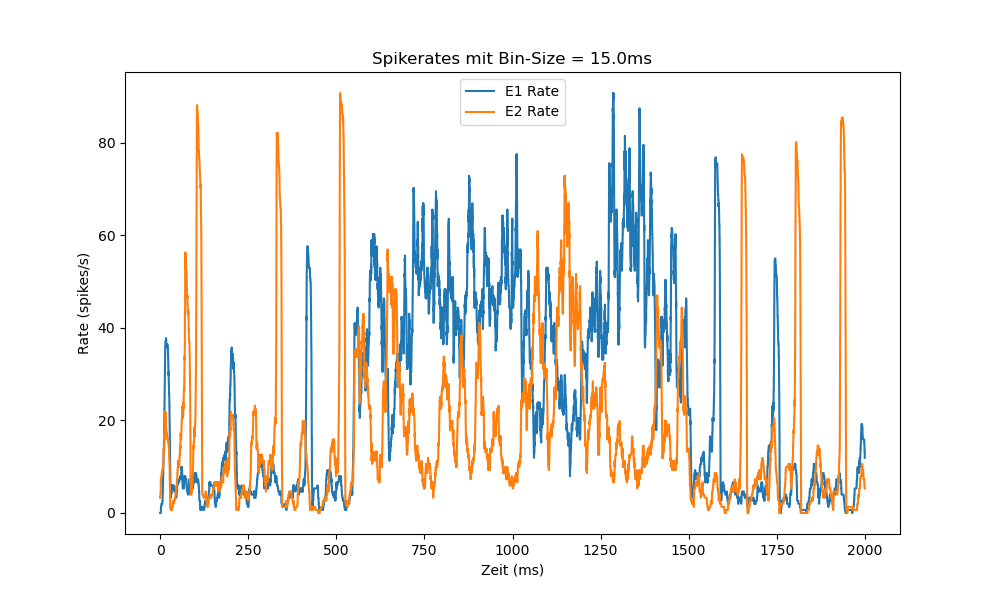 Spikerates mit Bin-Size = 15.0ms
E1 Rate
E2 Rate
Rate (spikes/s)
80
60
40
20
0
0 250 500 750 1000 1250 1500 1750 2000
Zeit (ms)